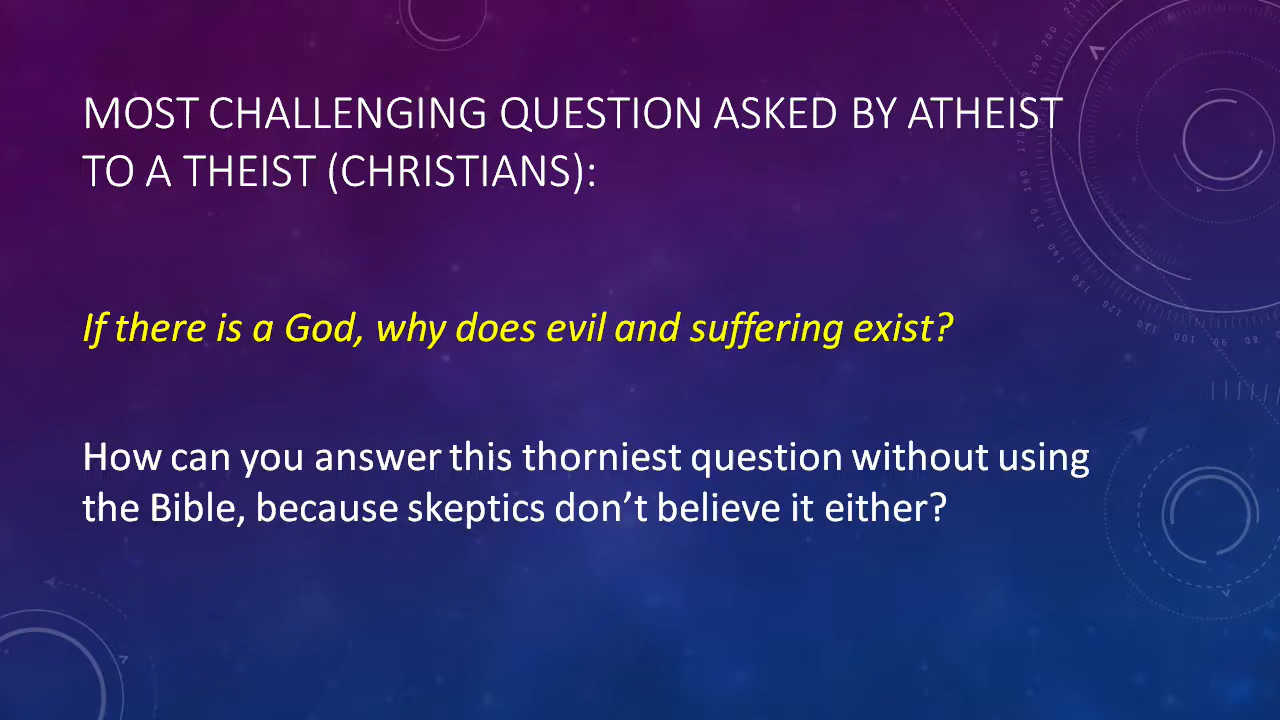 MOST CHALLENGING QUESTION ASKED BY ATHEIST
TO A THEIST (CHRISTIANS):
If there is a God, why does evil and suffering exist?
How can you answer this thorniest question without using
the Bible, because skeptics don’t believe it either?